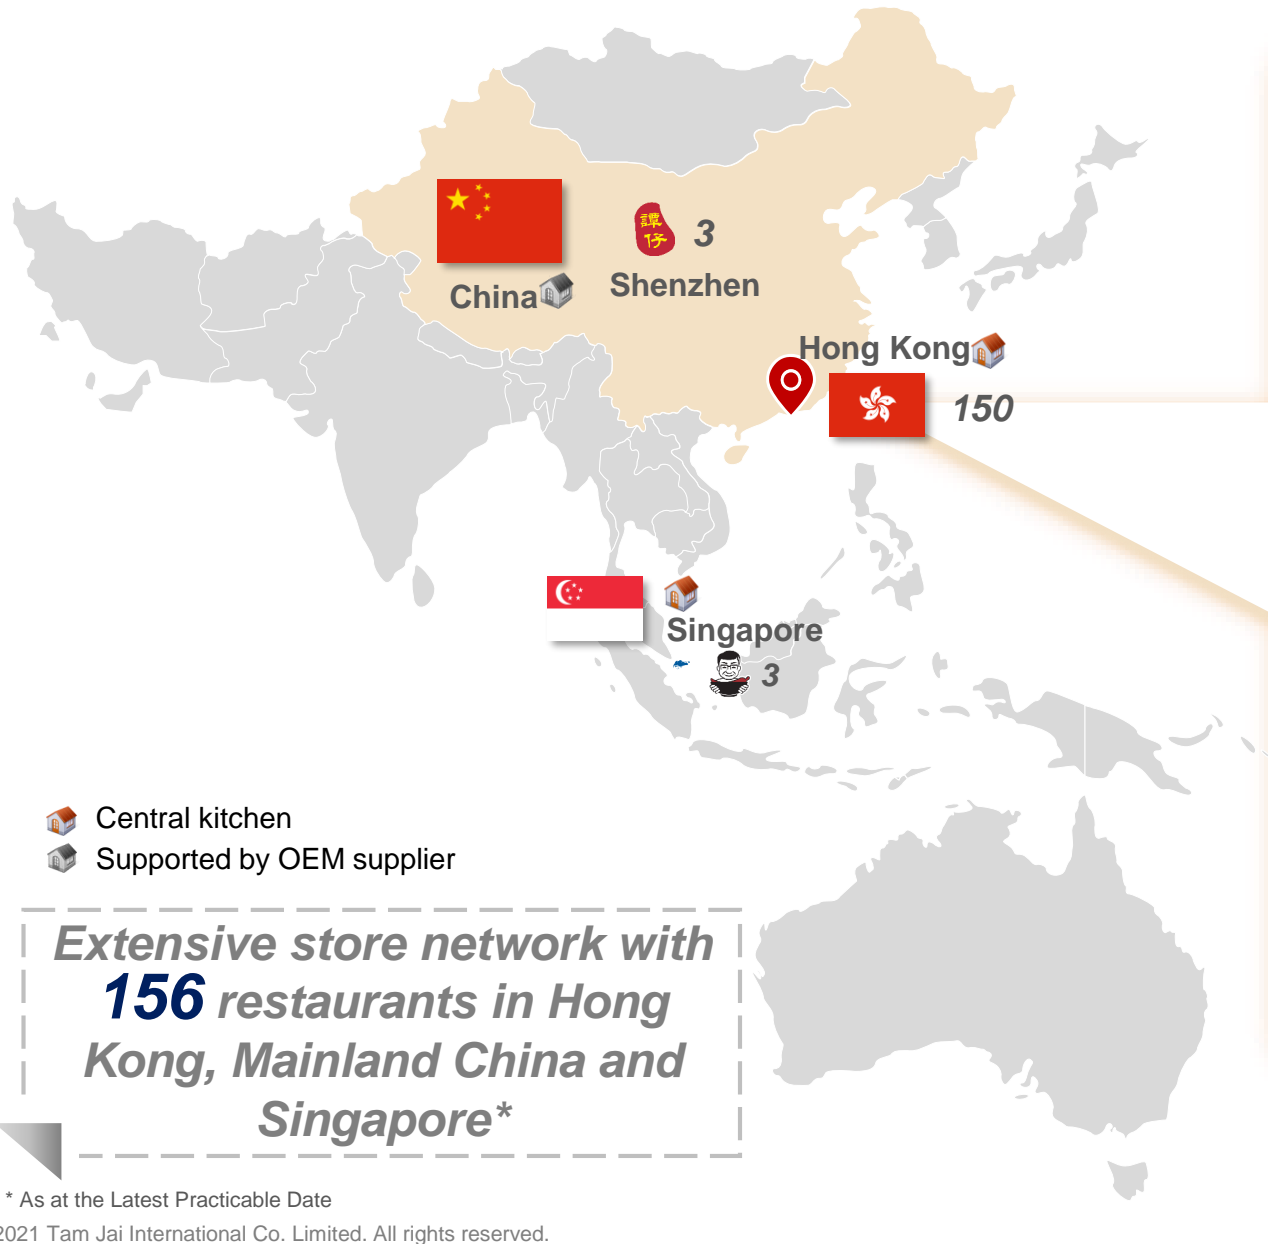 譚
仔
3
China
Shenzhen
Hong Kong
150
Singapore
3
Central kitchen
Supported by OEM supplier
Extensive store network with
156 restaurants in Hong
Kong, Mainland China and
Singapore*
* As at the Latest Practicable Date
2021 Tam Jai International Co. Limited. All rights reserved.